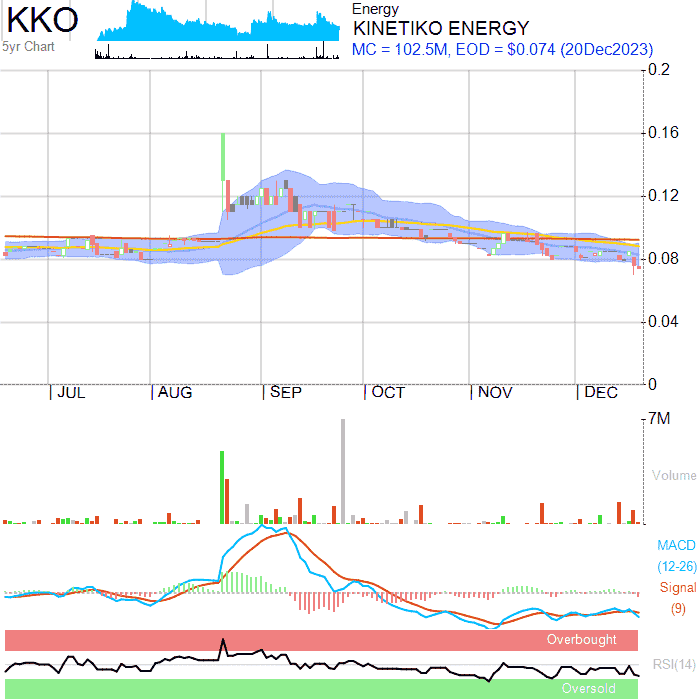 KKO
5yr Chart
Energy
KINETIKO ENERGY
MC = 102.5M, EOD = $0.074 (20Dec2023)
0.2
0.16
0.12
0.08
0.04
0
JUL AUG SEP OCT NOV DEC
7M
Volume
MACD
(12-26)
Signal
(9)
Overbought
RSI(14)
Oversold